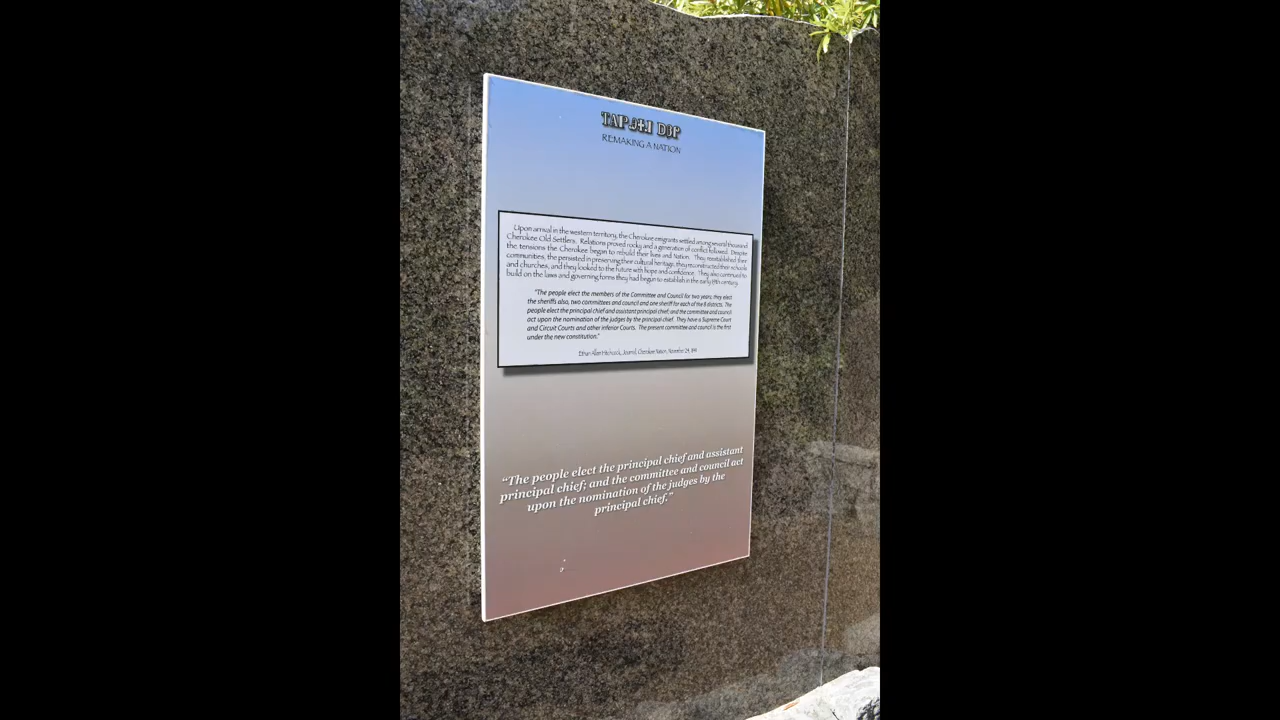 REMAKING A NATION
Upon arrival in the western territory, the Cherokee emigrants settled among several thousand
Cherokee Old Settlers. Relations proved rocky and a generation of conflict followed. Despite
the tensions the Cherokee began to rebuild their lives and Nation. They reestablished their
communities, the persisted in preserving their cultural heritage, they reconstructed their schools
and churches, and they looked to the future with hope and confidence. They also continued to
build on the laws and governing forms they had begun to establish in the early 19th century.
"The people elect the members of the Committee and Council for two years; they elect
the sheriffs also, two committees and council and one sheriff for each of the 8 districts. The
people elect the principal chief and assistant principal chief; and the committee and council
act upon the nomination of the judges by the principal chief. They have a Supreme Court
and Circuit Courts and other inferior Courts. The present committee and council is the first
under the new constitution."
Ethan Allen Hitchcock, Journal, Cherokee Nation, November 24,
“The people elect the principal chief and assistant
principal chief; and the committee and council act
upon the nomination of the judges by the
principal chief.”